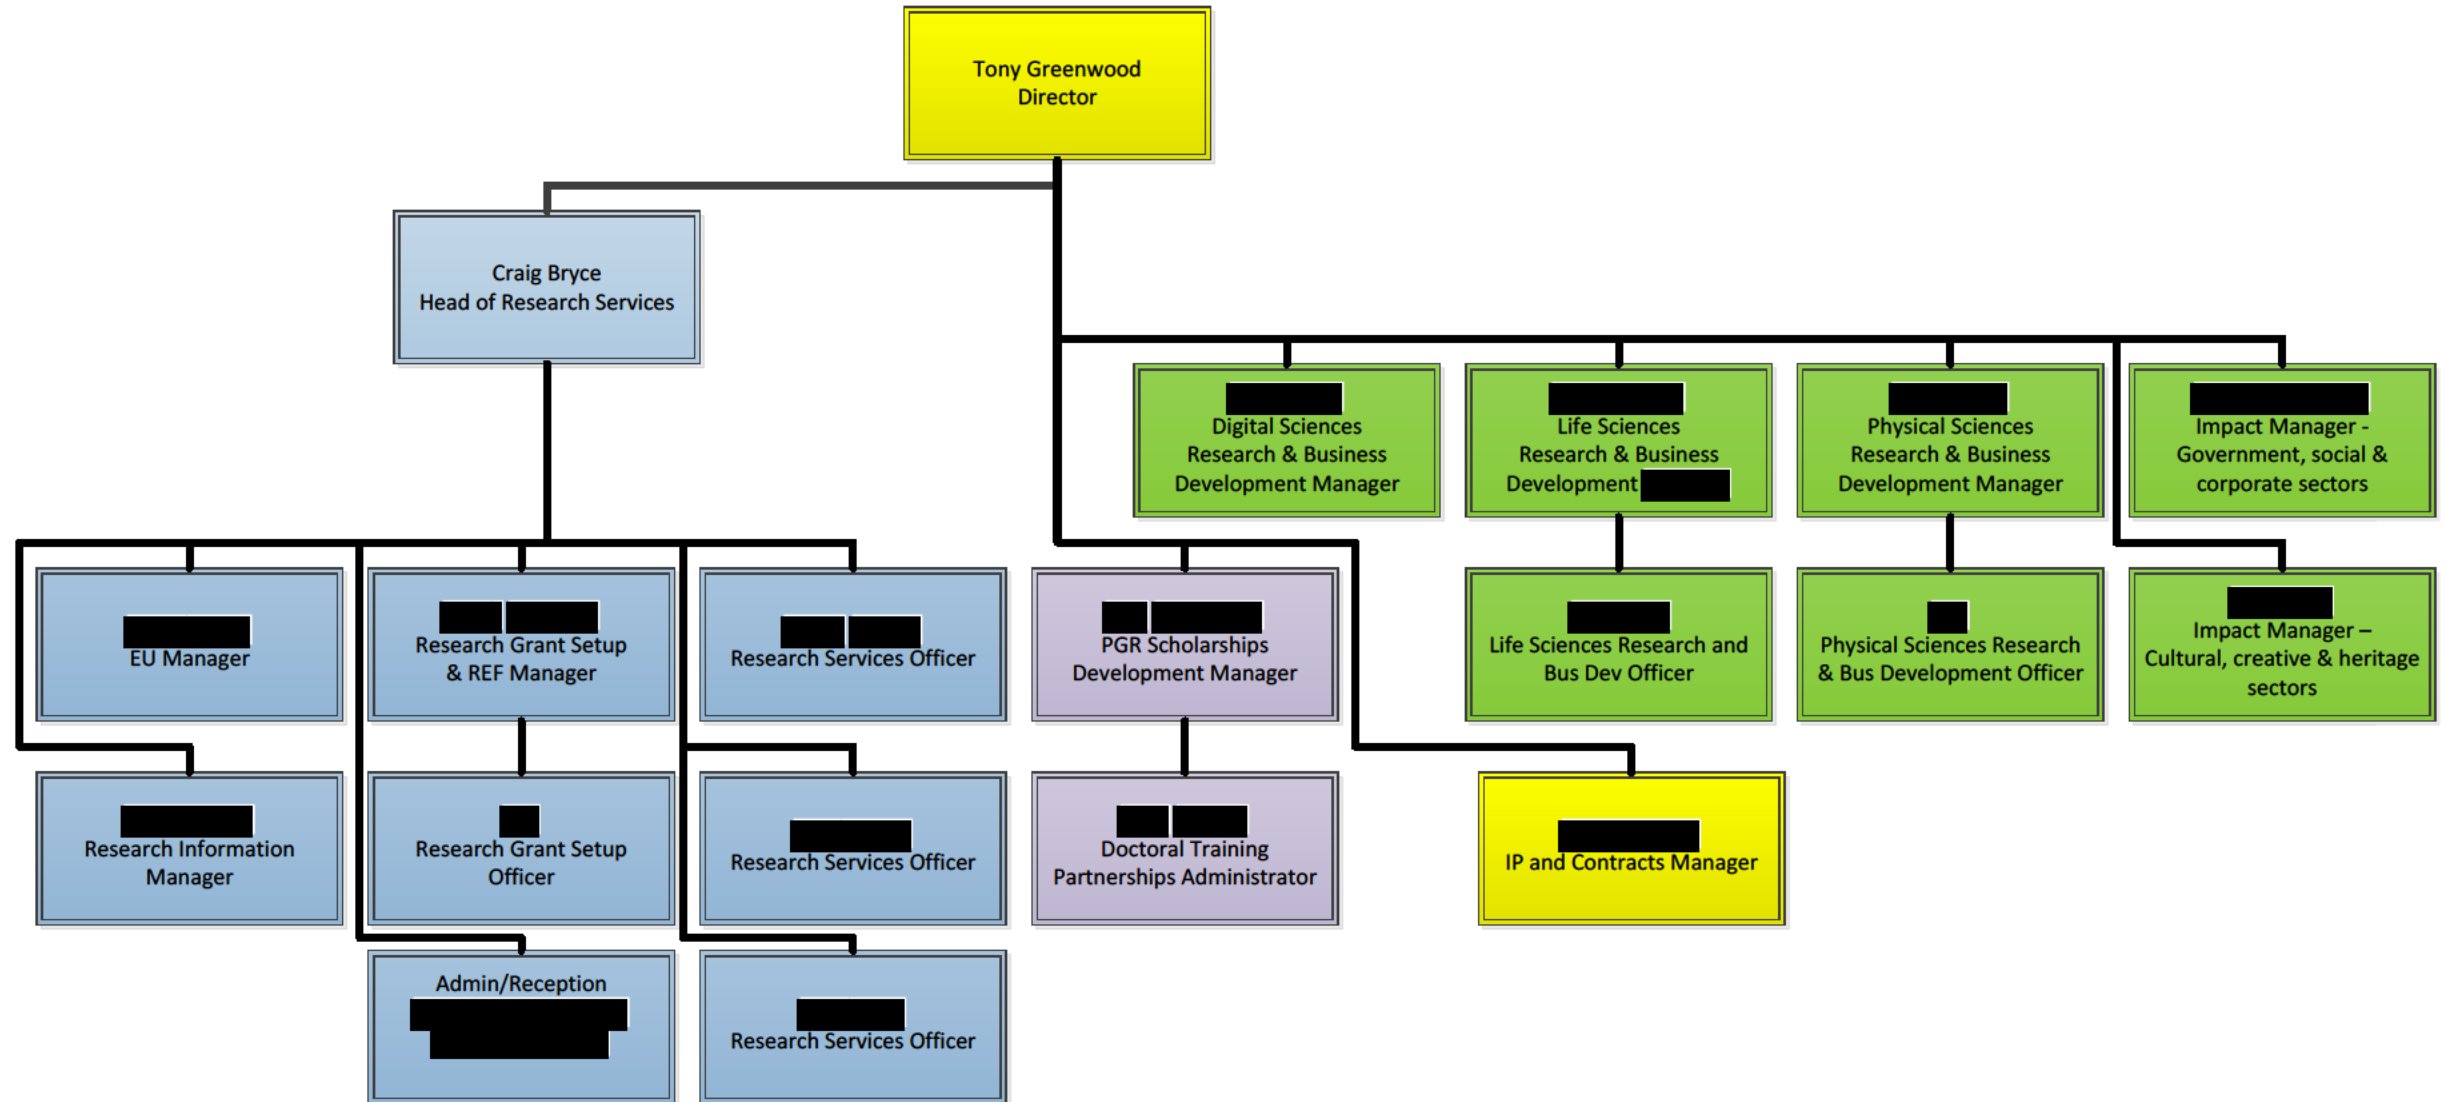 Tony Greenwood
Director
Craig Bryce
Head of Research Services
Digital Sciences
Research & Business
Development Manager
Life Sciences
Research & Business
Development
Physical Sciences
Research & Business
Development Manager
Impact Manager -
Government, social &
corporate sectors
EU Manager
Research Grant Setup
& REF Manager
Research Services Officer
PGR Scholarships
Development Manager
Life Sciences Research and
Bus Dev Officer
Physical Sciences Research
& Bus Development Officer
Impact Manager –
Cultural, creative & heritage
sectors
Research Information
Manager
Research Grant Setup
Officer
Research Services Officer
Doctoral Training
Partnerships Administrator
IP and Contracts Manager
Admin/Reception
Research Services Officer